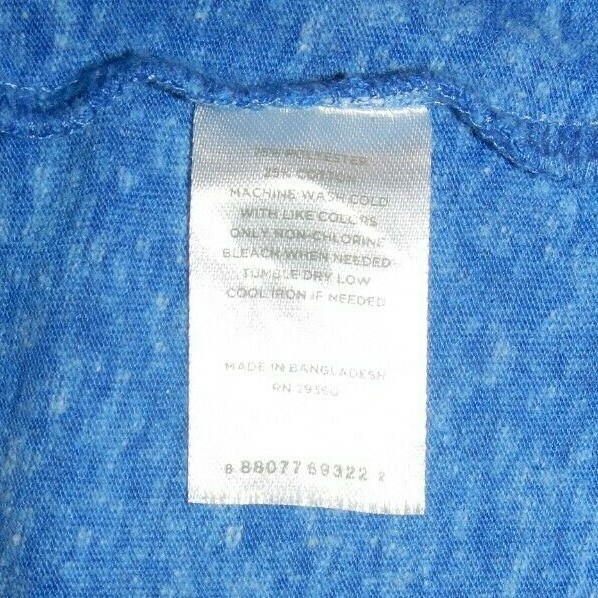 75% POLYESTER
25% COTTON
MACHINE WASH COLD
WITH LIKE COLORS
ONLY NON-CHLORINE
BLEACH WHEN NEEDED
TUMBLE DRY LOW
COOL IRON IF NEEDED
MADE IN BANGLADESH
RN
8 88077 69322 2